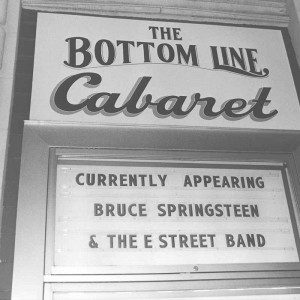 THE
BOTTOM LINE
Cabaret
CURRENTLY APPEARING
BRUCE SPRINGSTEEN
& THE E STREET BAND